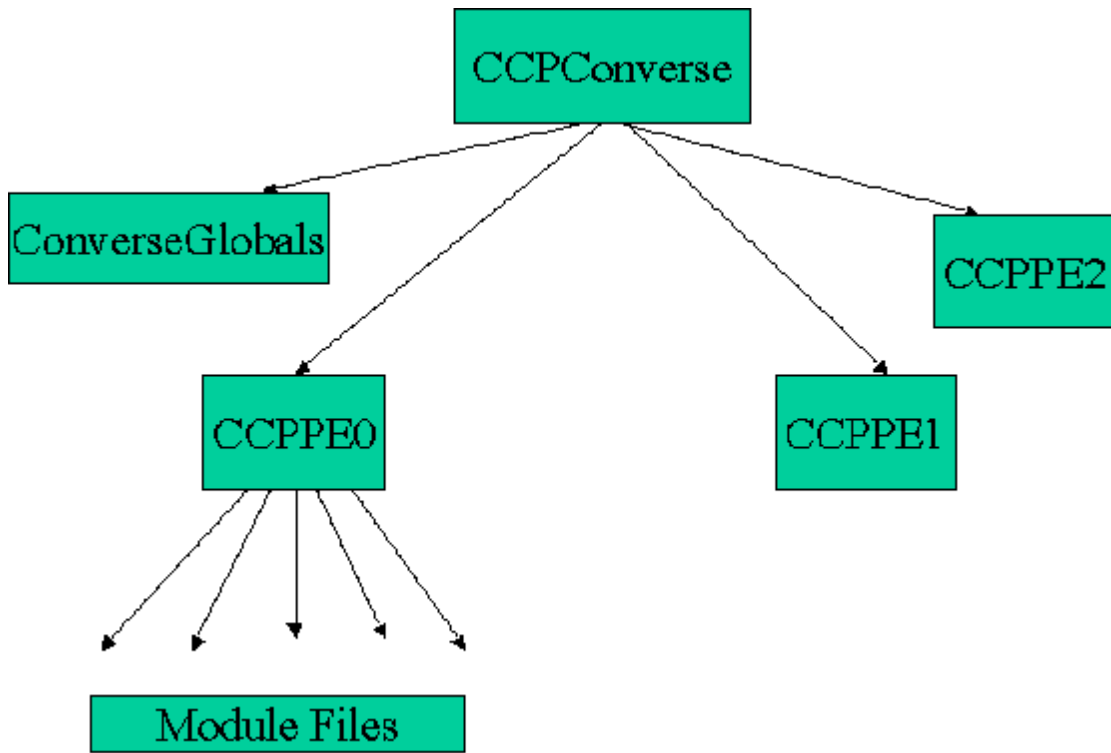 CCPConverse
ConverseGlobals
CCPPE2
CCPPE0
CCPPE1
Module Files